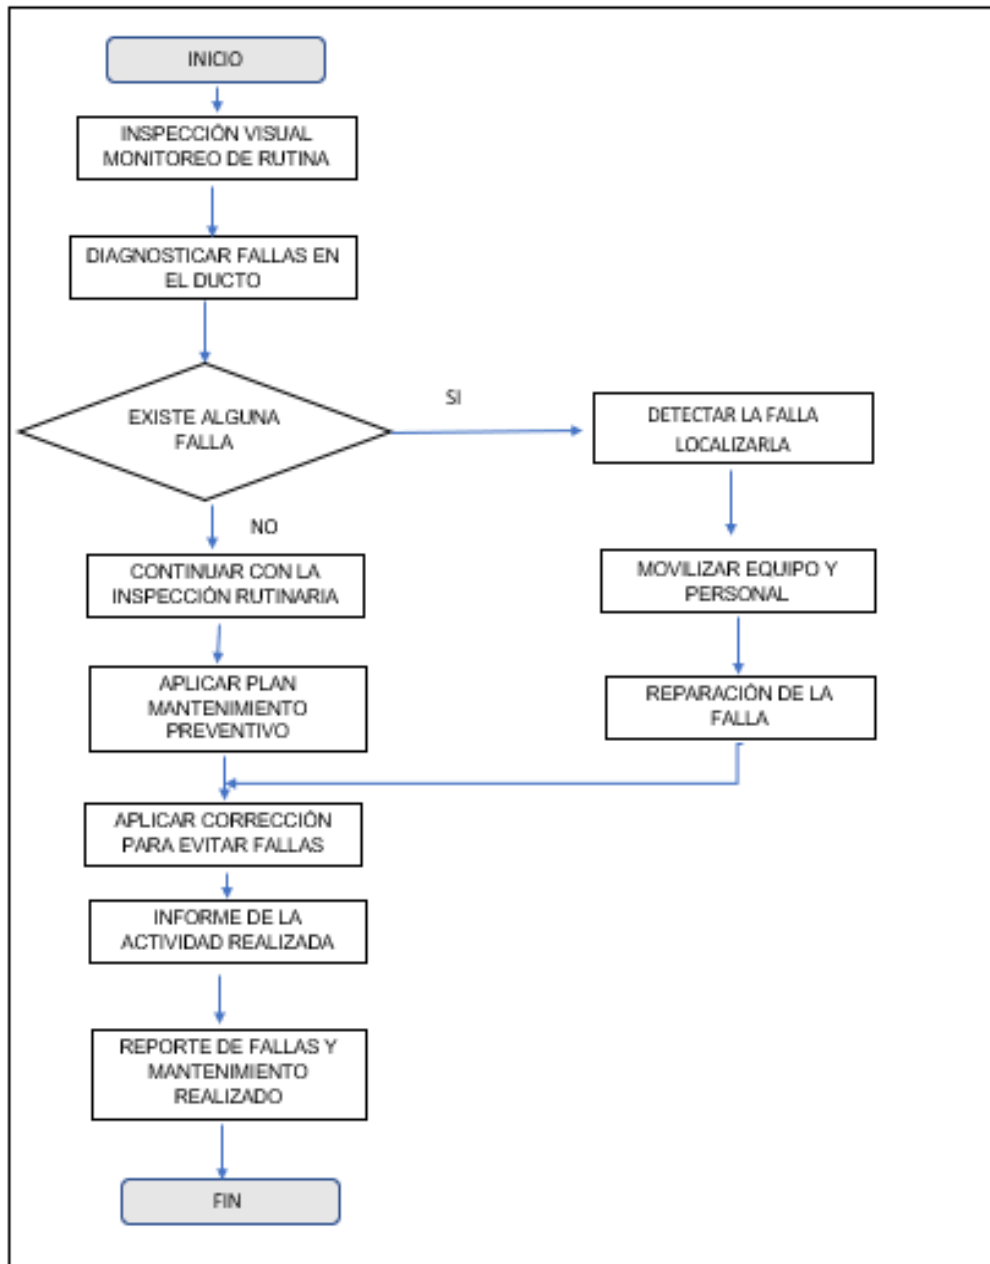 INICIO
INSPECCIÓN VISUAL
MONITOREO DE RUTINA
DIAGNOSTICAR FALLAS EN
EL DUCTO
EXISTE ALGUNA
FALLA
SI
DETECTAR LA FALLA
LOCALIZARLA
MOVILIZAR EQUIPO Y
PERSONAL
REPARACIÓN DE LA
FALLA
NO
CONTINUAR CON LA
INSPECCIÓN RUTINARIA
APLICAR PLAN
MANTENIMIENTO
PREVENTIVO
APLICAR CORRECCIÓN
PARA EVITAR FALLAS
INFORME DE LA
ACTIVIDAD REALIZADA
REPORTE DE FALLAS Y
MANTENIMIENTO
REALIZADO
FIN